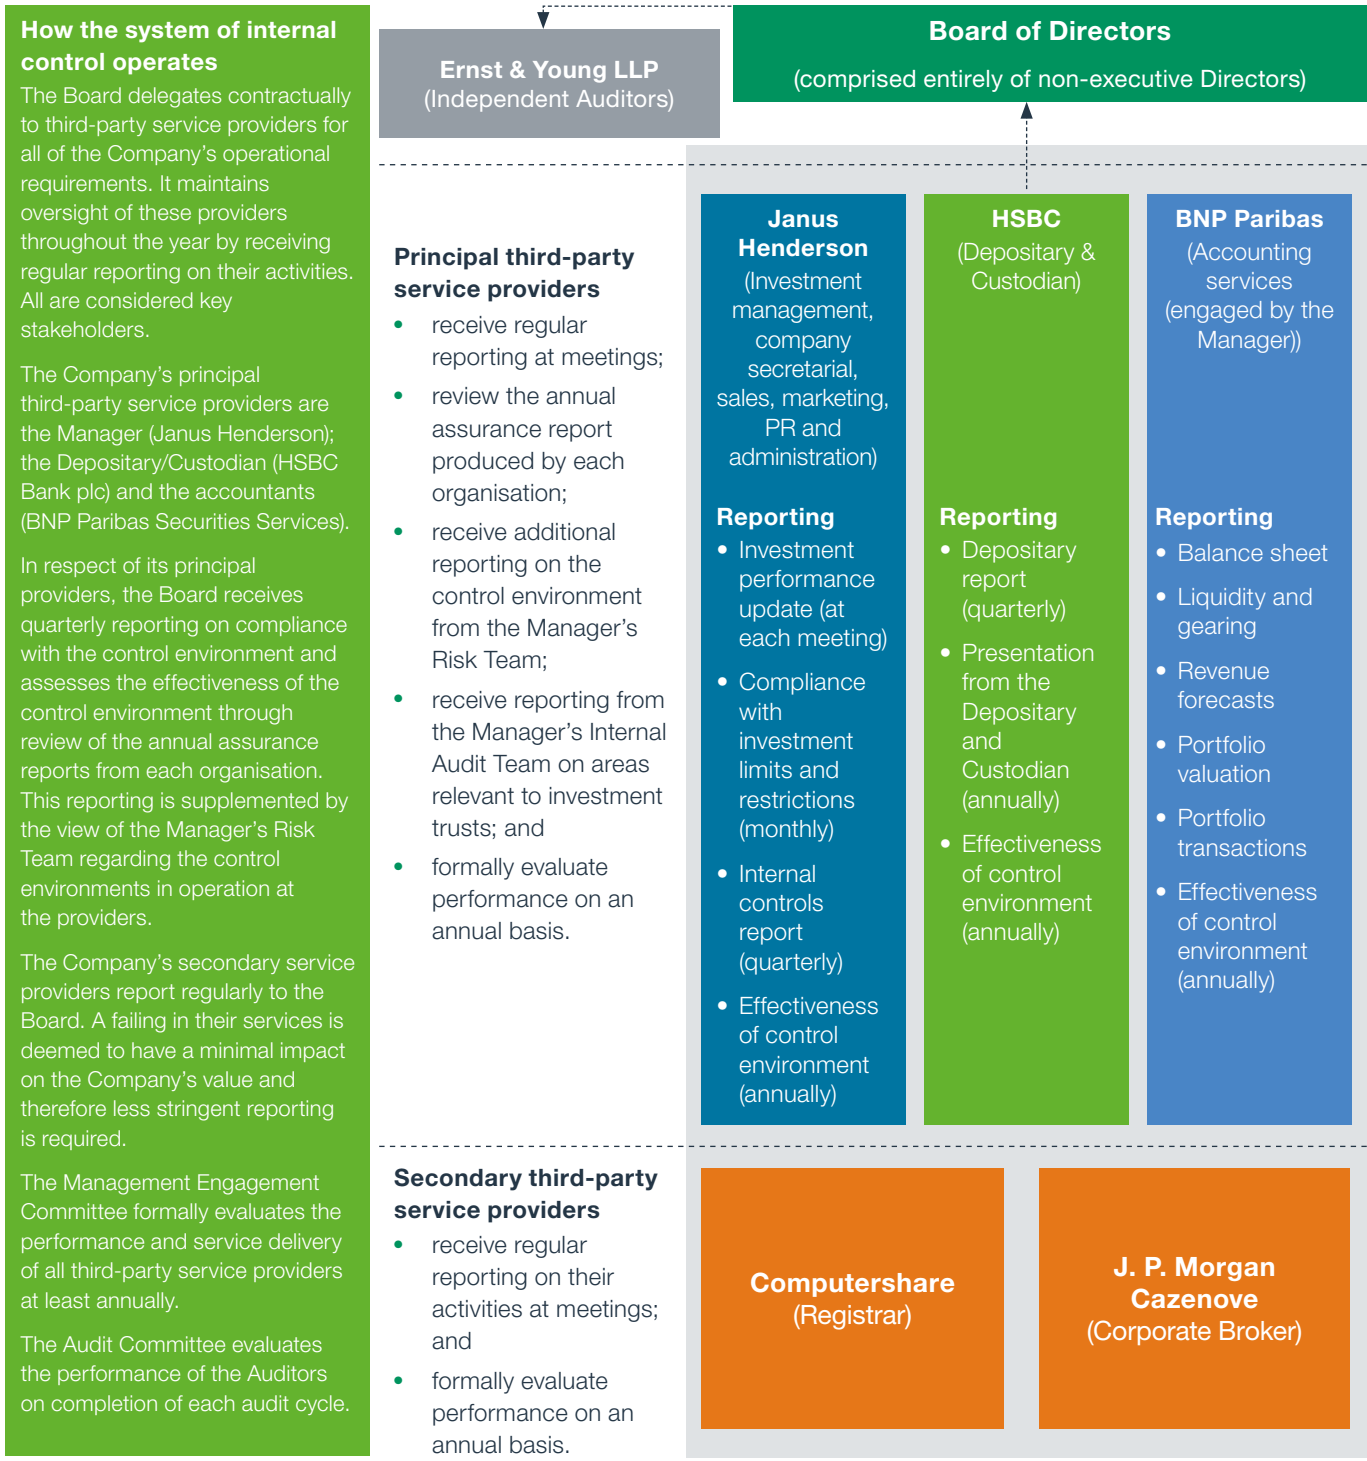 How the system of internal
control operates
The Board delegates contractually
to third-party service providers for
all of the Company’s operational
requirements. It maintains
oversight of these providers
throughout the year by receiving
regular reporting on their activities.
All are considered key
stakeholders.
The Company’s principal
third-party service providers are
the Manager (Janus Henderson);
the Depositary/Custodian (HSBC
Bank plc) and the accountants
(BNP Paribas Securities Services).
In respect of its principal
providers, the Board receives
quarterly reporting on compliance
with the control environment and
assesses the effectiveness of the
control environment through
review of the annual assurance
reports from each organisation.
This reporting is supplemented by
the view of the Manager’s Risk
Team regarding the control
environments in operation at
the providers.
The Company’s secondary service
providers report regularly to the
Board. A failing in their services is
deemed to have a minimal impact
on the Company’s value and
therefore less stringent reporting
is required.
The Management Engagement
Committee formally evaluates the
performance and service delivery
of all third-party service providers
at least annually.
The Audit Committee evaluates
the performance of the Auditors
on completion of each audit cycle.
Ernst & Young LLP
(Independent Auditors)
Board of Directors
(comprised entirely of non-executive Directors)
Principal third-party
service providers
• receive regular
reporting at meetings;
• review the annual
assurance report
produced by each
organisation;
• receive additional
reporting on the
control environment
from the Manager’s
Risk Team;
• receive reporting from
the Manager’s Internal
Audit Team on areas
relevant to investment
trusts; and
• formally evaluate
performance on an
annual basis.
Janus
Henderson
(Investment
management,
company
secretarial,
sales, marketing,
PR and
administration)
Reporting
• Investment
performance
update (at
each meeting)
• Compliance
with
investment
limits and
restrictions
(monthly)
• Internal
controls
report
(quarterly)
• Effectiveness
of control
environment
(annually)
HSBC
(Depositary &
Custodian)
Reporting
• Depositary
report
(quarterly)
• Presentation
from the
Depositary
and
Custodian
(annually)
• Effectiveness
of control
environment
(annually)
BNP Paribas
(Accounting
services
(engaged by the
Manager))
Reporting
• Balance sheet
• Liquidity and
gearing
• Revenue
forecasts
• Portfolio
valuation
• Portfolio
transactions
• Effectiveness
of control
environment
(annually)
Secondary third-party
service providers
• receive regular
reporting on their
activities at meetings;
and
• formally evaluate
performance on an
annual basis.
Computershare
(Registrar)
J. P. Morgan
Cazenove
(Corporate Broker)